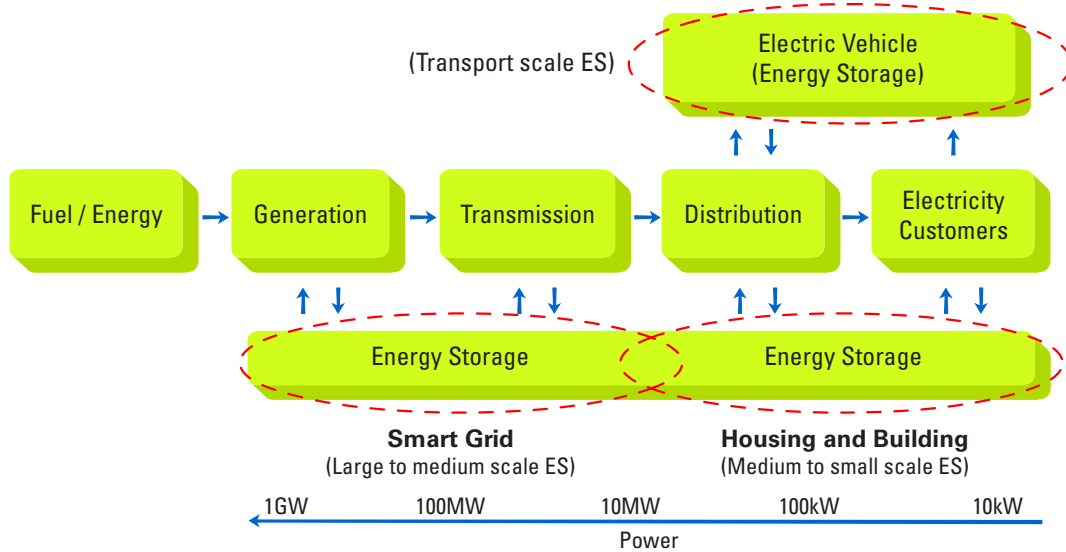 Electric Vehicle
(Energy Storage)
(Transport scale ES)
Fuel / Energy
Generation
Transmission
Distribution
Electricity
Customers
Energy Storage
Energy Storage
Smart Grid
(Large to medium scale ES)
Housing and Building
(Medium to small scale ES)
1GW
100MW
10MW
100kW
10kW
Power